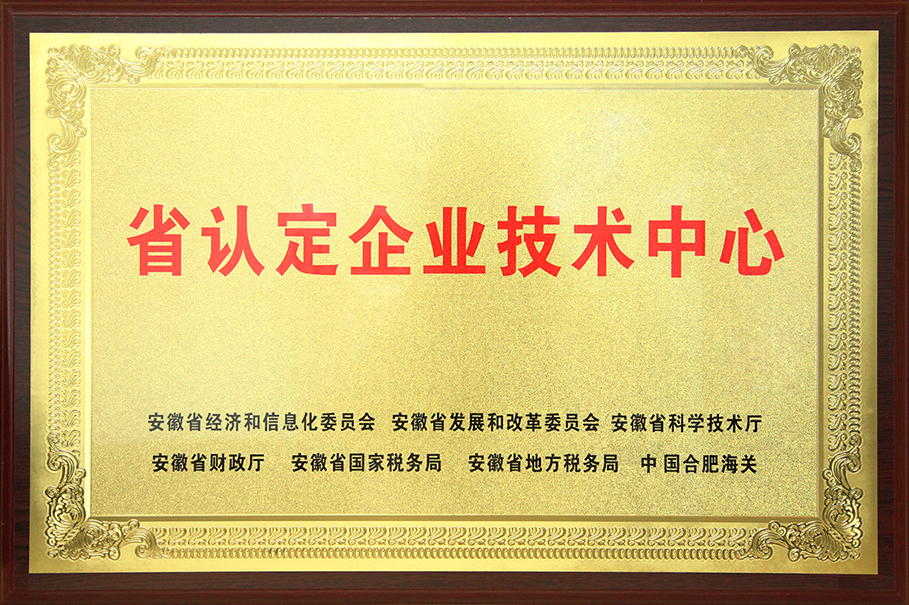 省认定企业技术中心
安徽省经济和信息化委员会 安徽省发展和改革委员会 安徽省科学技术厅
安徽省财政厅 安徽省国家税务局 安徽省地方税务局 中国合肥海关